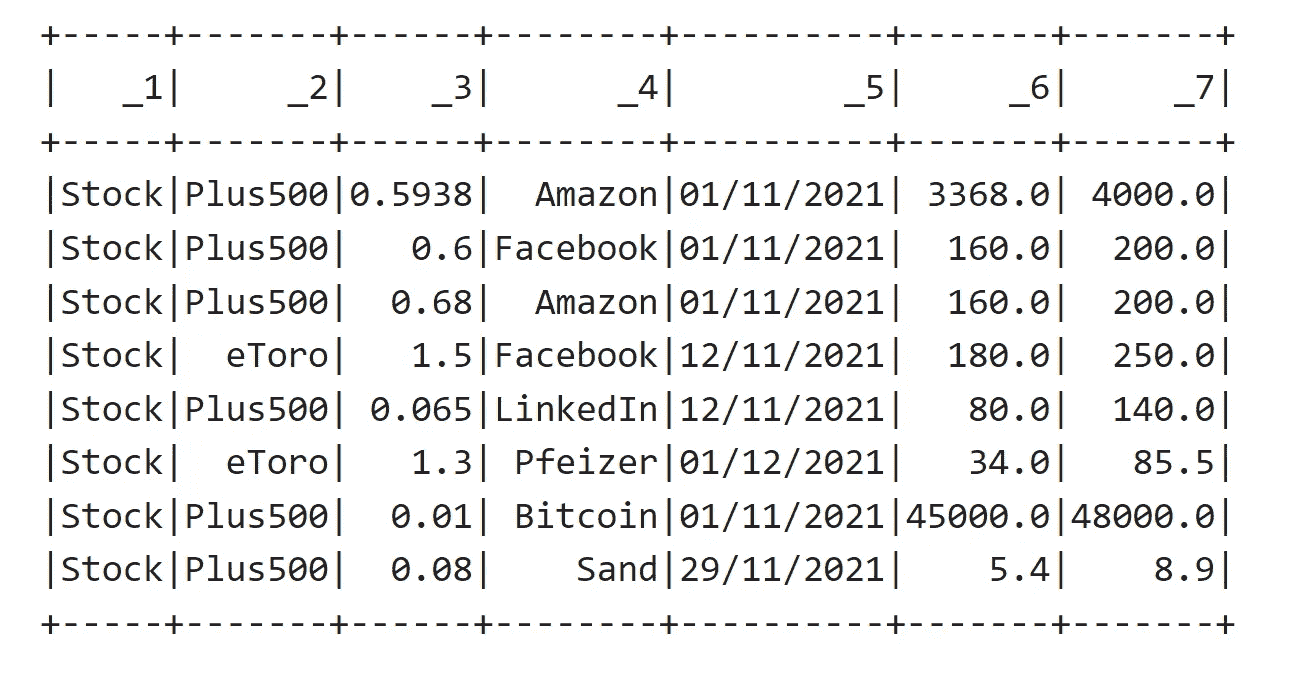 +-----+-------+------+--------+----------+-------+-------+
|   _1|     _2|    _3|      _4|        _5|     _6|     _7|
+-----+-------+------+--------+----------+-------+-------+
|Stock|Plus500|0.5938|  Amazon|01/11/2021| 3368.0| 4000.0|
|Stock|Plus500|   0.6|Facebook|01/11/2021|  160.0|  200.0|
|Stock|Plus500|  0.68|  Amazon|01/11/2021|  160.0|  200.0|
|Stock|  eToro|   1.5|Facebook|12/11/2021|  180.0|  250.0|
|Stock|Plus500| 0.065|LinkedIn|12/11/2021|   80.0|  140.0|
|Stock|  eToro|   1.3| Pfeizer|01/12/2021|   34.0|   85.5|
|Stock|Plus500|  0.01| Bitcoin|01/11/2021|45000.0|48000.0|
|Stock|Plus500|  0.08|    Sand|29/11/2021|    5.4|    8.9|
+-----+-------+------+--------+----------+-------+-------+